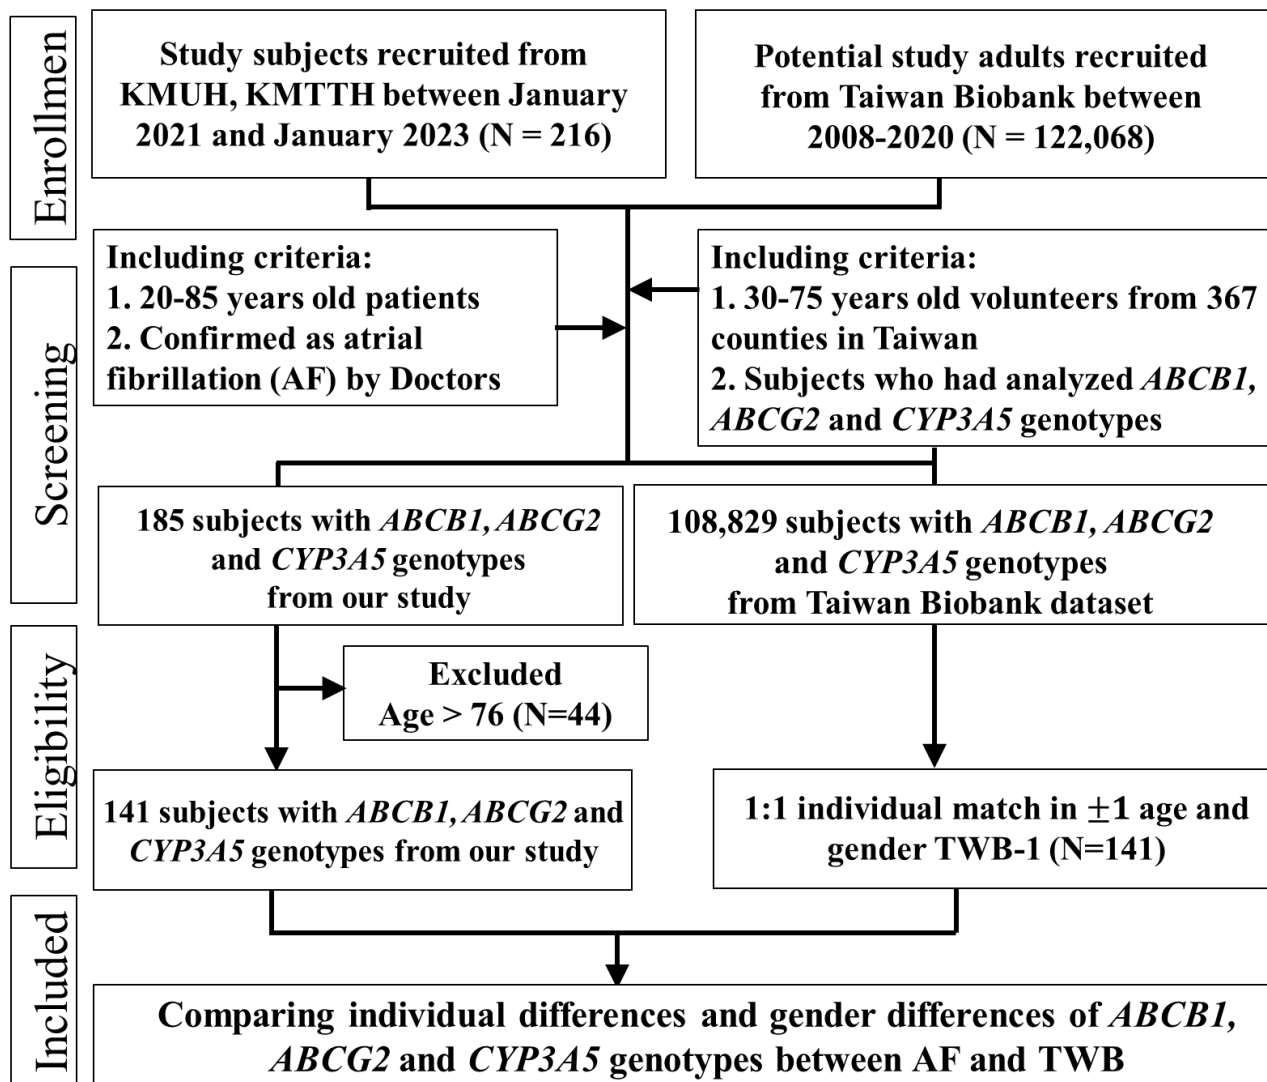 Enrollmen
Study subjects recruited from
KMUH, KMTTH between January
2021 and January 2023 (N = 216)
Potential study adults recruited
from Taiwan Biobank between
2008-2020 (N = 122,068)
Screening
Including criteria:
1. 20-85 years old patients
2. Confirmed as atrial
fibrillation (AF) by Doctors
Including criteria:
1. 30-75 years old volunteers from 367
counties in Taiwan
2. Subjects who had analyzed ABCB1,
ABCG2 and CYP3A5 genotypes
185 subjects with ABCB1, ABCG2
and CYP3A5 genotypes
from our study
108,829 subjects with ABCB1, ABCG2
and CYP3A5 genotypes
from Taiwan Biobank dataset
Eligibility
Excluded
Age > 76 (N=44)
141 subjects with ABCB1, ABCG2 and
CYP3A5 genotypes from our study
1:1 individual match in ±1 age and
gender TWB-1 (N=141)
Included
Comparing individual differences and gender differences of ABCB1,
ABCG2 and CYP3A5 genotypes between AF and TWB